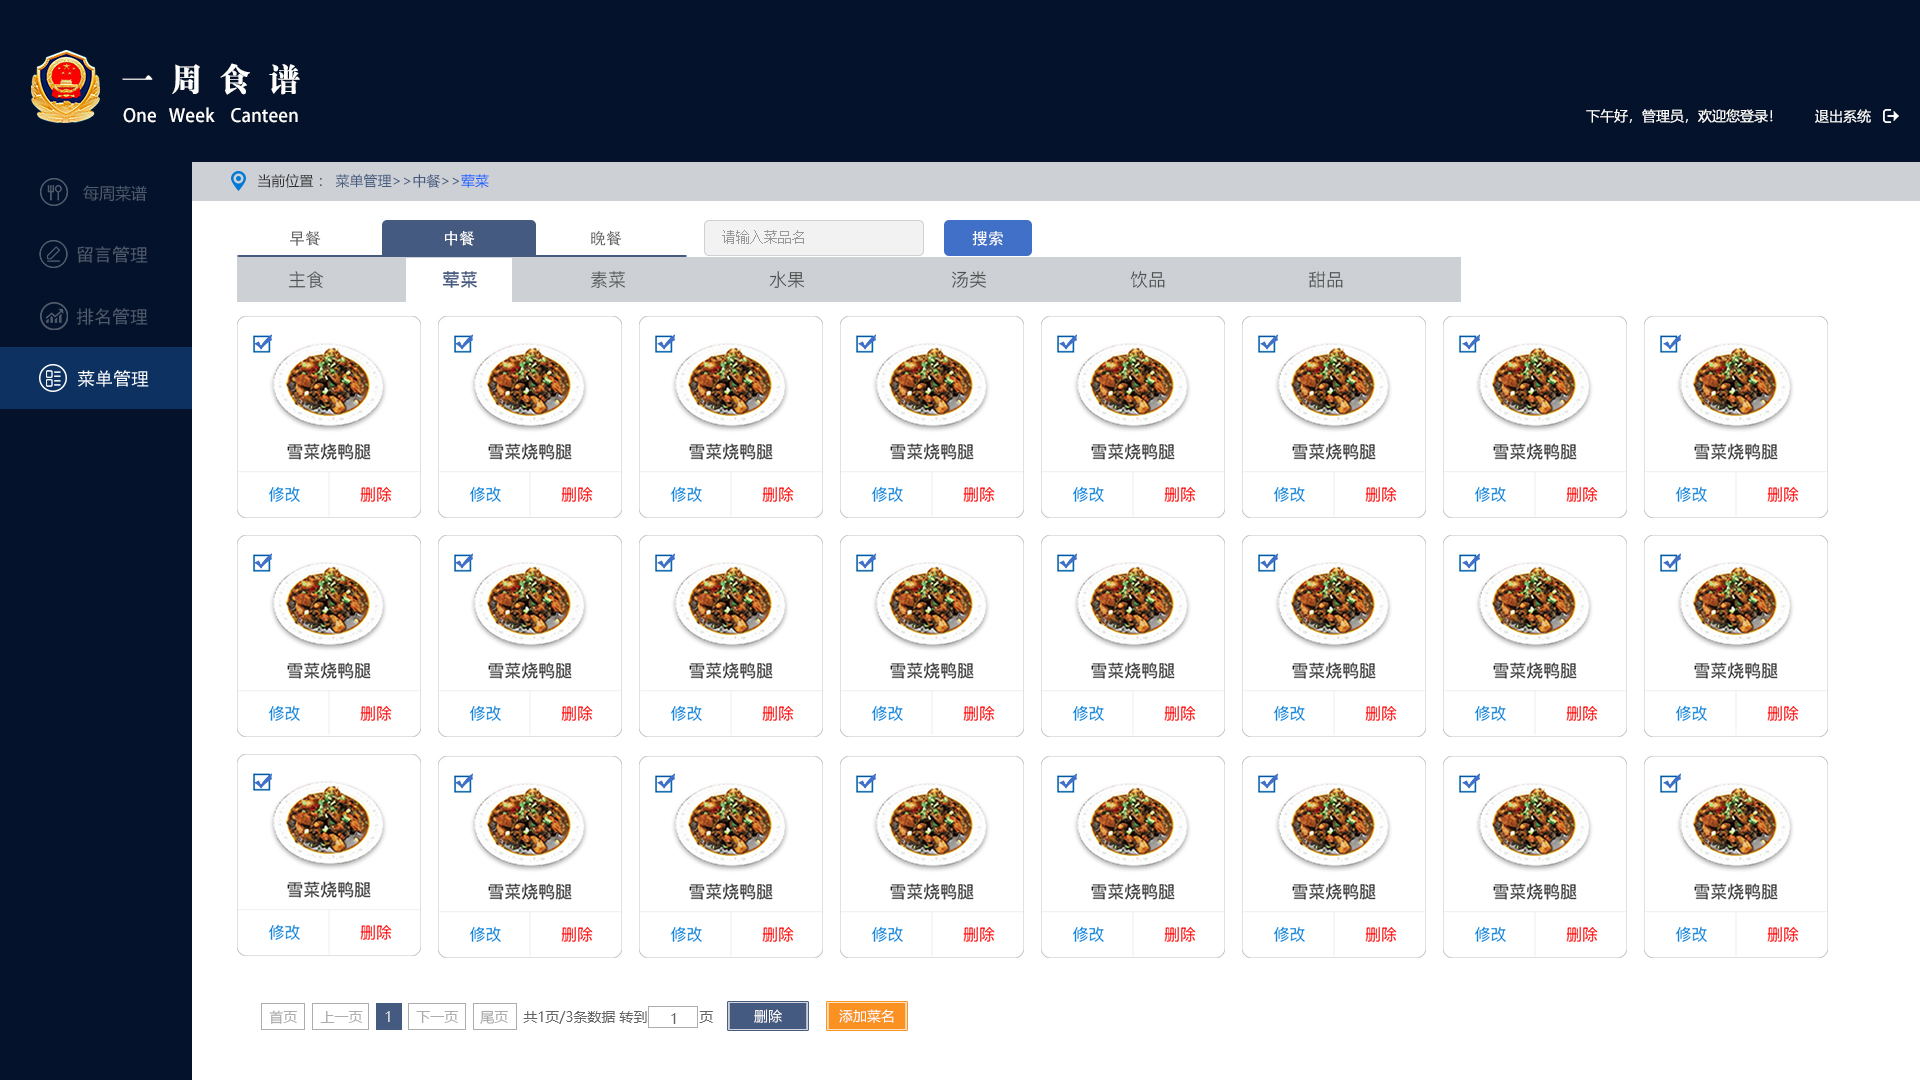 一周食谱
One Week Canteen
下午好，管理员，欢迎您登录！ 退出系统
每周菜谱
留言管理
排名管理
菜单管理
当前位置： 菜单管理>>中餐>>荤菜
早餐 中餐 晚餐 请输入菜品名 搜索
主食 荤菜 素菜 水果 汤类 饮品 甜品
雪菜烧鸭腿 雪菜烧鸭腿 雪菜烧鸭腿 雪菜烧鸭腿 雪菜烧鸭腿 雪菜烧鸭腿 雪菜烧鸭腿 雪菜烧鸭腿
修改 删除 修改 删除 修改 删除 修改 删除 修改 删除 修改 删除 修改 删除 修改 删除
雪菜烧鸭腿 雪菜烧鸭腿 雪菜烧鸭腿 雪菜烧鸭腿 雪菜烧鸭腿 雪菜烧鸭腿 雪菜烧鸭腿 雪菜烧鸭腿
修改 删除 修改 删除 修改 删除 修改 删除 修改 删除 修改 删除 修改 删除 修改 删除
雪菜烧鸭腿 雪菜烧鸭腿 雪菜烧鸭腿 雪菜烧鸭腿 雪菜烧鸭腿 雪菜烧鸭腿 雪菜烧鸭腿 雪菜烧鸭腿
修改 删除 修改 删除 修改 删除 修改 删除 修改 删除 修改 删除 修改 删除 修改 删除
首页 上一页 1 下一页 尾页 共1页/3条数据 转到 1 页 删除 添加菜名